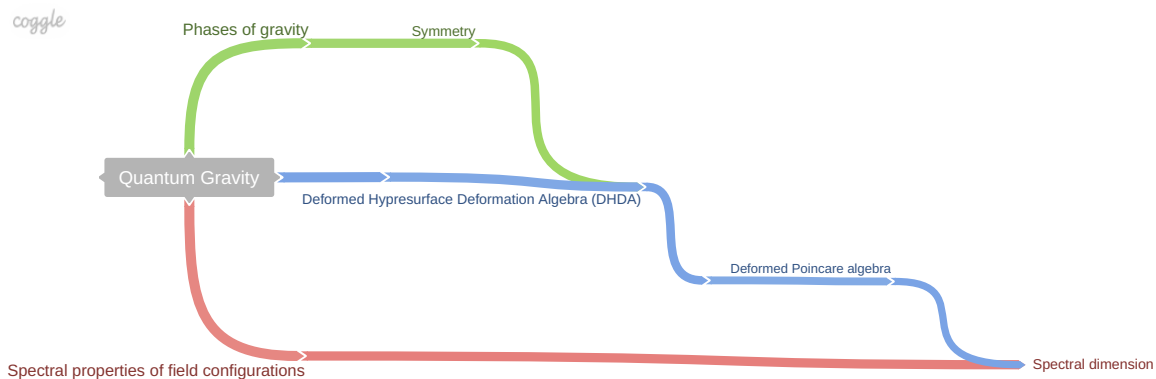 coggle
Phases of gravity
Symmetry
Quantum Gravity
Deformed Hypresurface Deformation Algebra (DHDA)
Deformed Poincare algebra
Spectral properties of field configurations
Spectral dimension